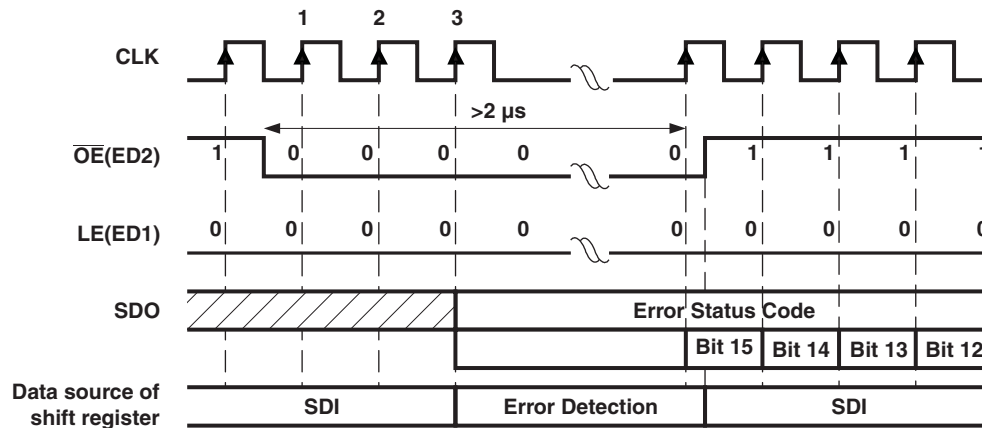 1 2 3
CLK
>2 µs
OE(ED2)
1 0 0 0 0 0 1 1 1 1
LE(ED1)
0 0 0 0 0 0 0 0 0 0
SDO
Error Status Code
Bit 15 Bit 14 Bit 13 Bit 12
Data source of
shift register
SDI Error Detection SDI